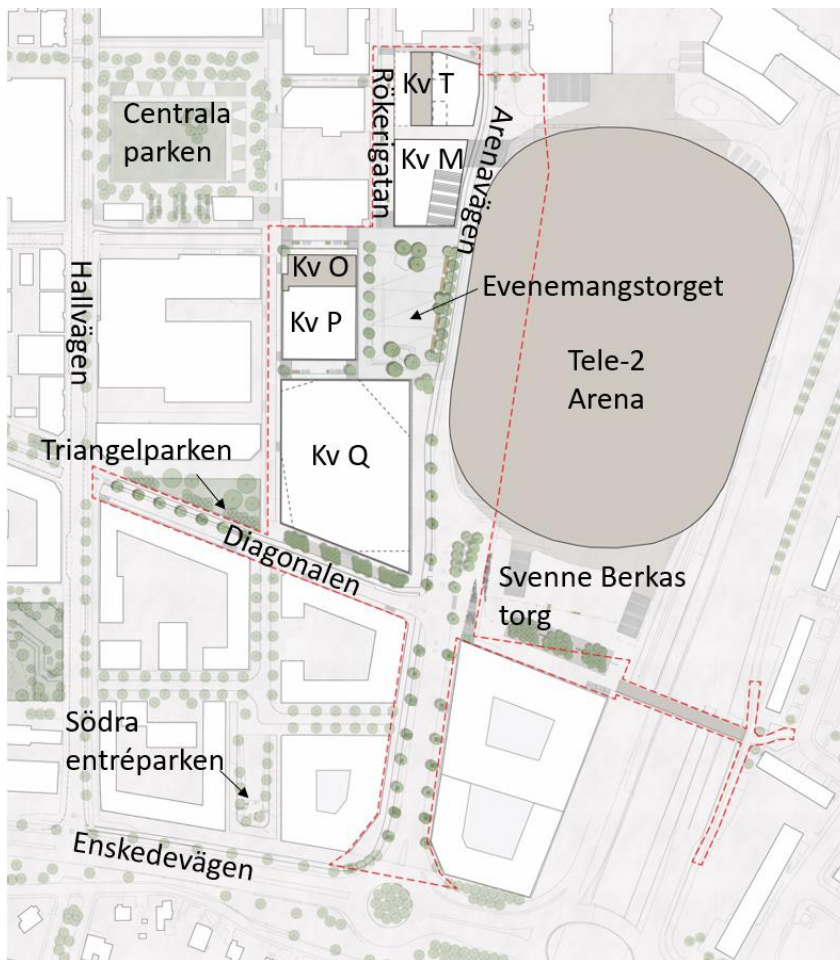 Kv T
Rökerigatan
Centrala
parken
Arenavägen
Kv M
Hallvägen
Kv O
Evenemangstorget
Kv P
Tele-2
Arena
Triangelparken
Kv Q
Diagonalen
Svenne Berkas
torg
Södra
entréparken
Enskedevägen